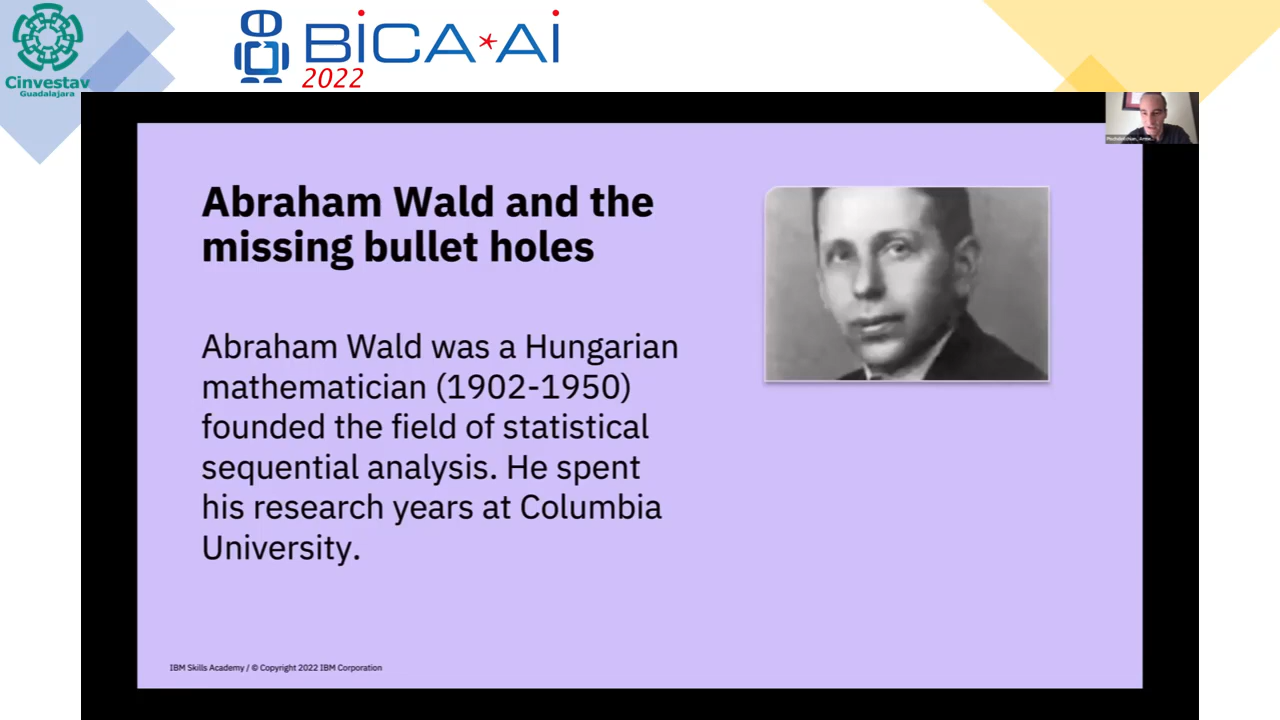 Cinvestav
Guadalajara
BiCA*Ai
2022
Abraham Wald and the
missing bullet holes
Abraham Wald was a Hungarian
mathematician (1902-1950)
founded the field of statistical
sequential analysis. He spent
his research years at Columbia
University.
IBM Skills Academy / © Copyright 2022 IBM Corporation